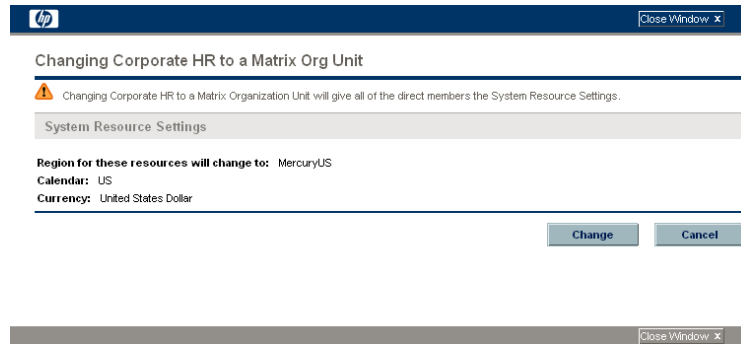 hp
Close Window x
Changing Corporate HR to a Matrix Org Unit
Changing Corporate HR to a Matrix Organization Unit will give all of the direct members the System Resource Settings.
System Resource Settings
Region for these resources will change to: MercuryUS
Calendar: US
Currency: United States Dollar
Change Cancel
Close Window x